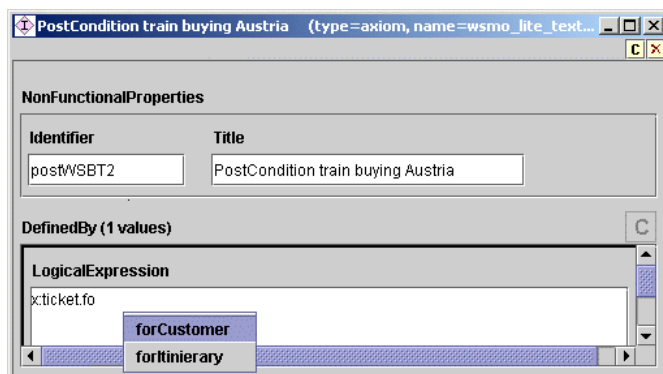 PostCondition train buying Austria (type=axiom, name=wsmo_lite_text...
C
NonFunctionalProperties
Identifier Title
postWSBT2 PostCondition train buying Austria
DefinedBy (1 values) C
LogicalExpression
x:ticket.fo
forCustomer
forItinierary